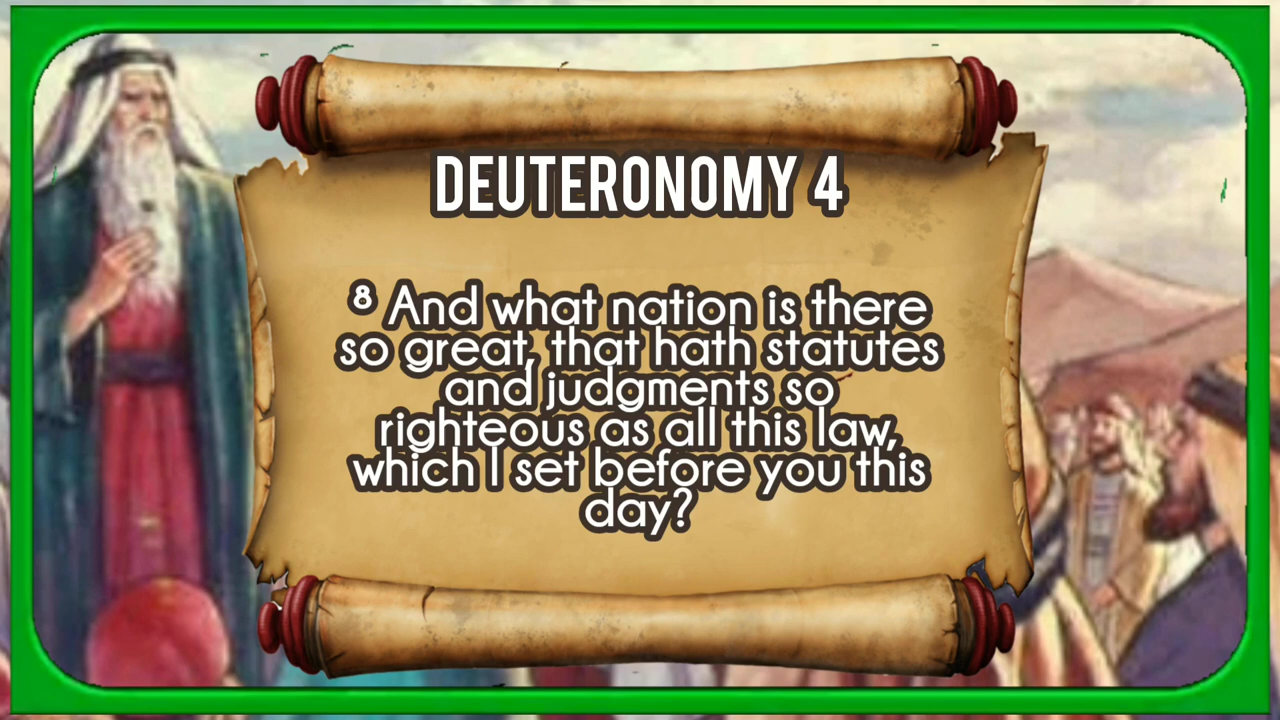 DEUTERONOMY 4
⁸ And what nation is there
so great, that hath statutes
and judgments so
righteous as all this law,
which I set before you this
day?